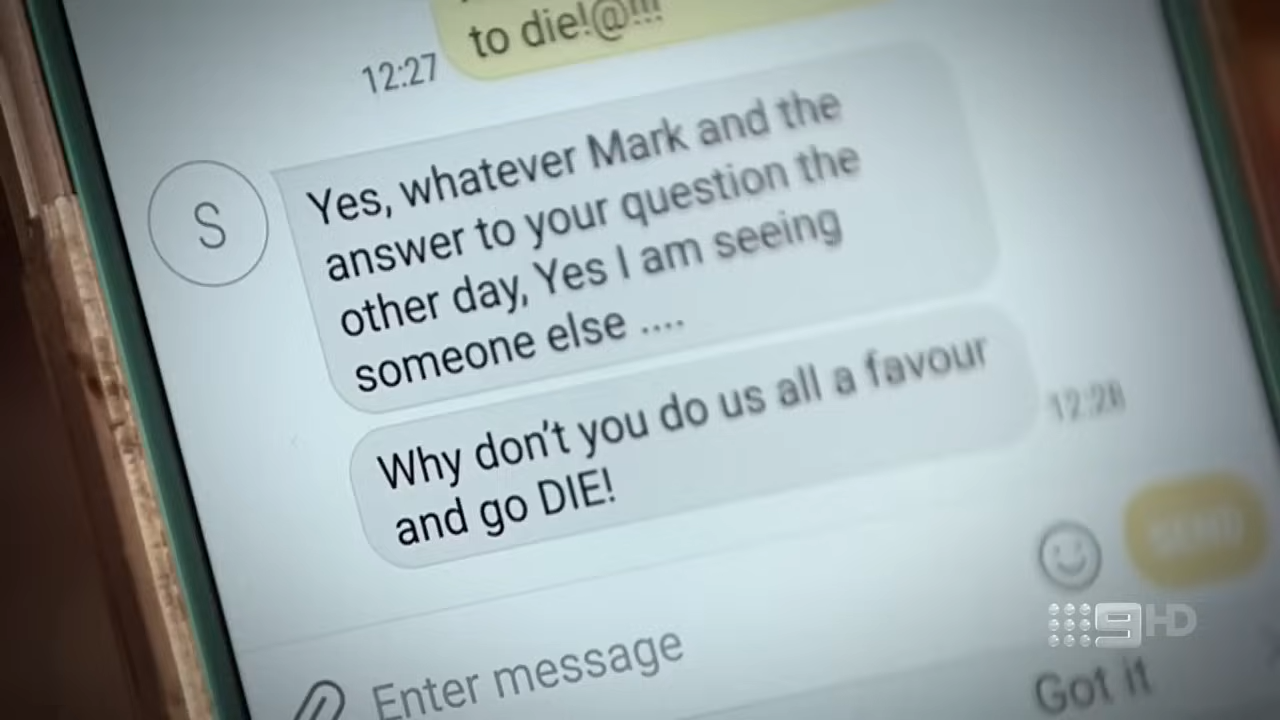 to die!@!!!
12:27
S
Yes, whatever Mark and the
answer to your question the
other day, Yes I am seeing
someone else ....
Why don't you do us all a favour
and go DIE!
12:28
SEND
9HD
Enter message
Got it